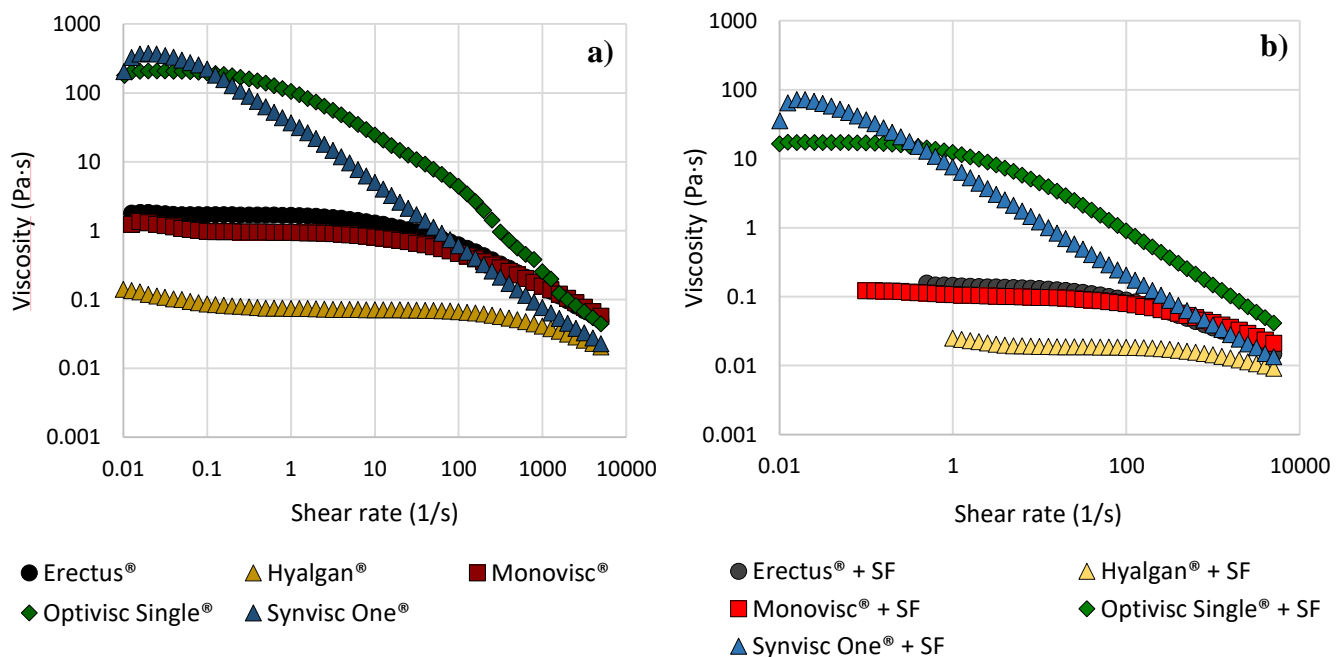 a)
1000
100
10
1
0.1
0.01
0.001
Viscosity (Pa·s)
0.01 0.1 1 10 100 1000 10000
Shear rate (1/s)
Erectus® Hyalgan® Monovisc®
Optivisc Single® Synvisc One®
b)
1000
100
10
1
0.1
0.01
0.001
Viscosity (Pa·s)
0.01 1 100 10000
Shear rate (1/s)
Erectus® + SF Hyalgan® + SF
Monovisc® + SF Optivisc Single® + SF
Synvisc One® + SF